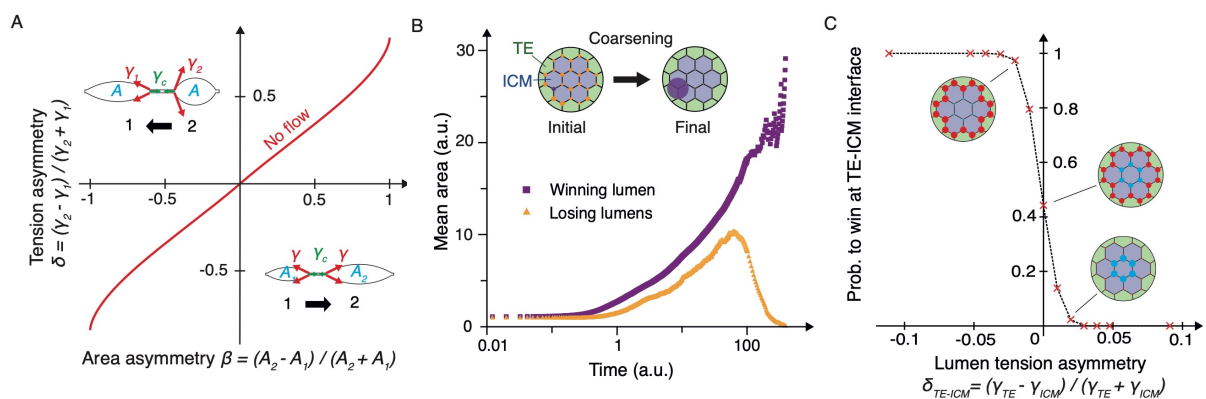 A
Tension asymmetry
δ = (γ₂ - γ₁) / (γ₂ + γ₁)
γ₁
γc
γ₂
A
A
1
2
0.5
No flow
-1
-0.5
0.5
1
-0.5
γ
γc
γ
A₁
A₂
1
2
Area asymmetry β = (A₂ - A₁) / (A₂ + A₁)
B
Mean area (a.u.)
30
20
10
0
Coarsening
TE
ICM
Initial
Final
Winning lumen
Losing lumens
0.01
1
100
Time (a.u.)
C
Prob. to win at TE-ICM interface
1
0.8
0.6
0.4
0.2
-0.1
-0.05
0
0.05
0.1
Lumen tension asymmetry
δTE-ICM = (γTE - γICM) / (γTE + γICM)